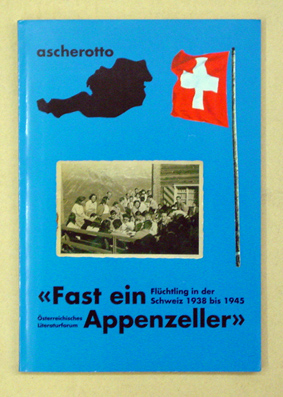 ascherotto
«Fast ein
Flüchtling in der
Schweiz 1938 bis 1945
Österreichisches
Literaturforum
Appenzeller»